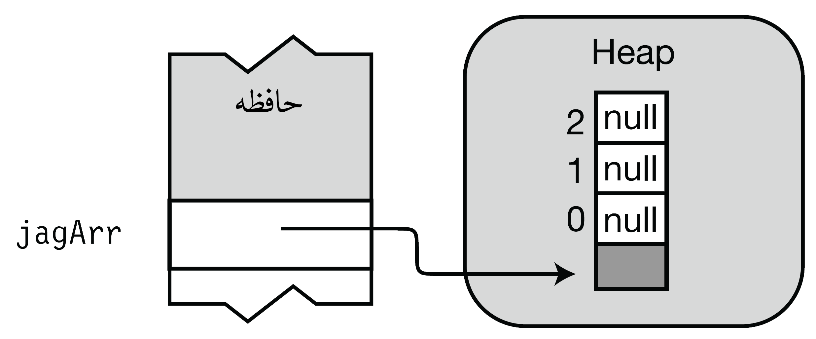 Heap
حافظه
2 null
1 null
jagArr
0 null